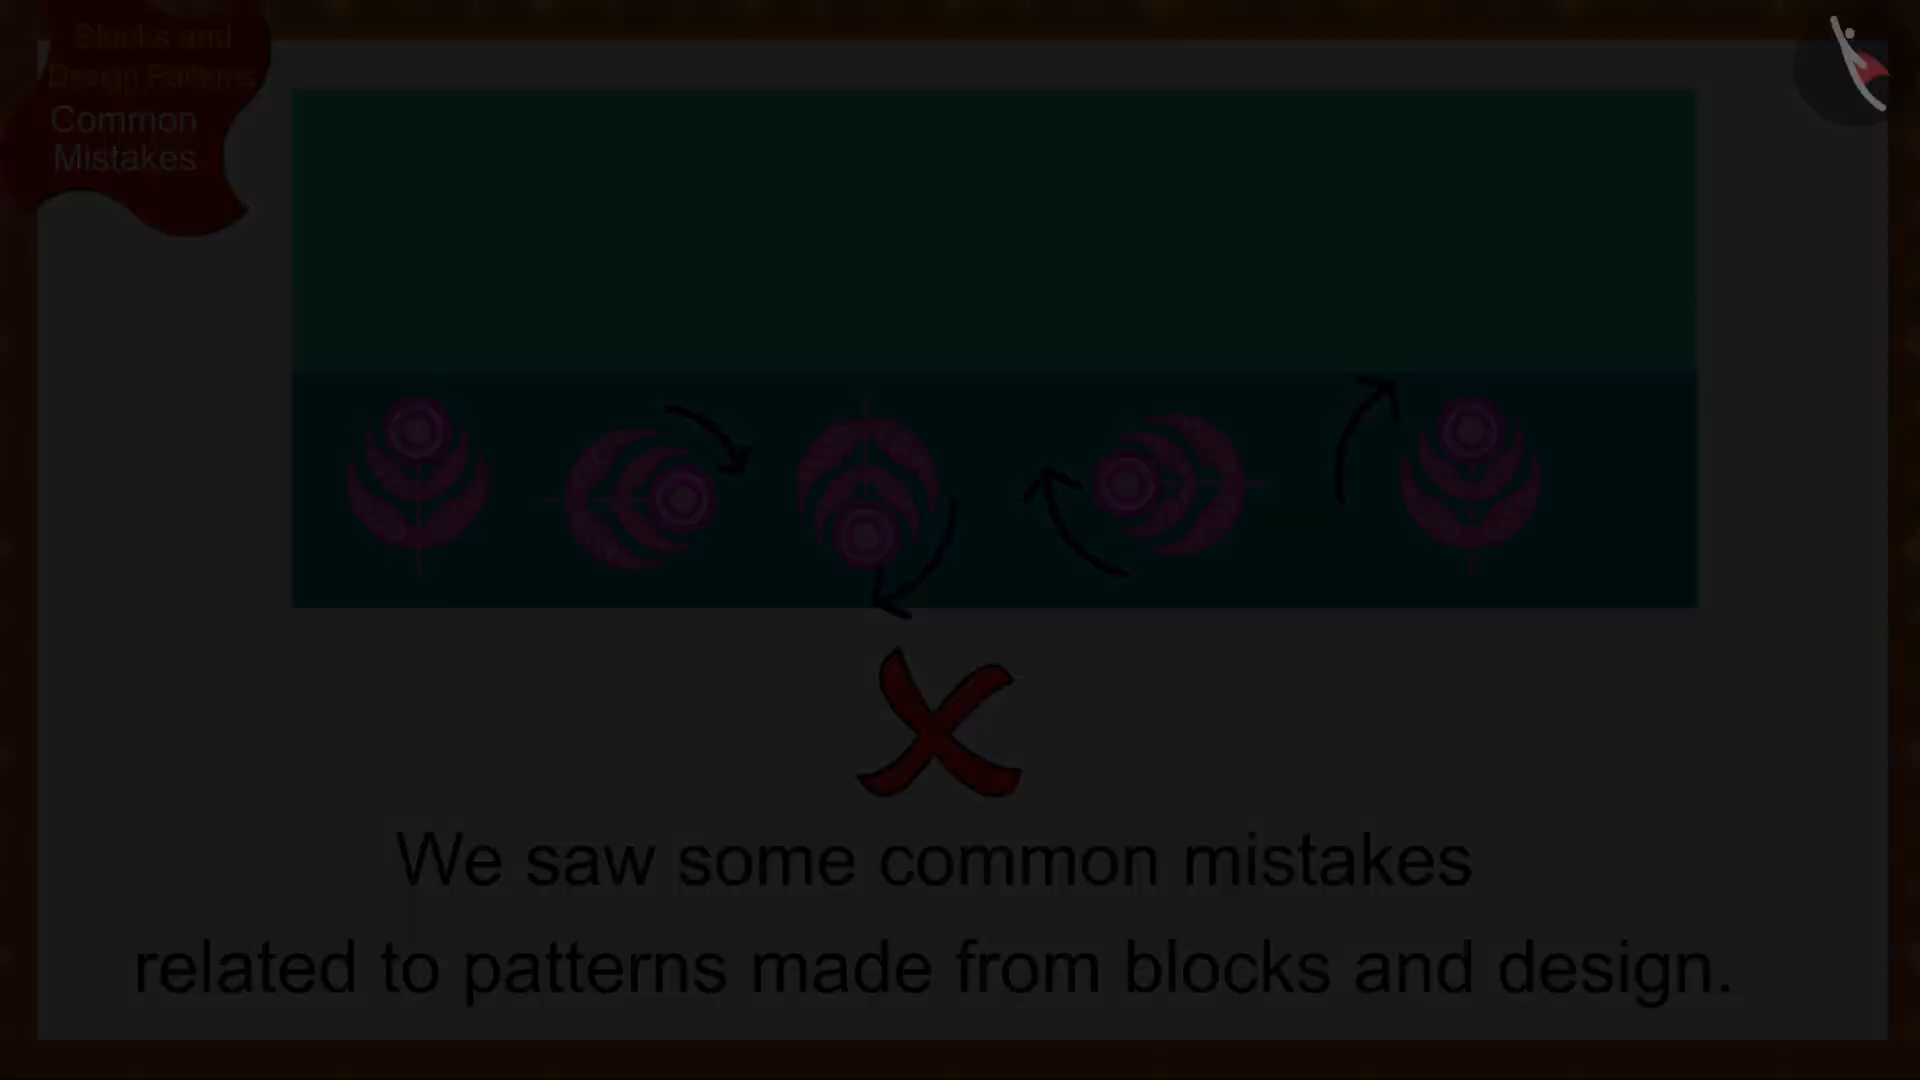 Blocks and
Design Patterns
Common
Mistakes
We saw some common mistakes
related to patterns made from blocks and design.